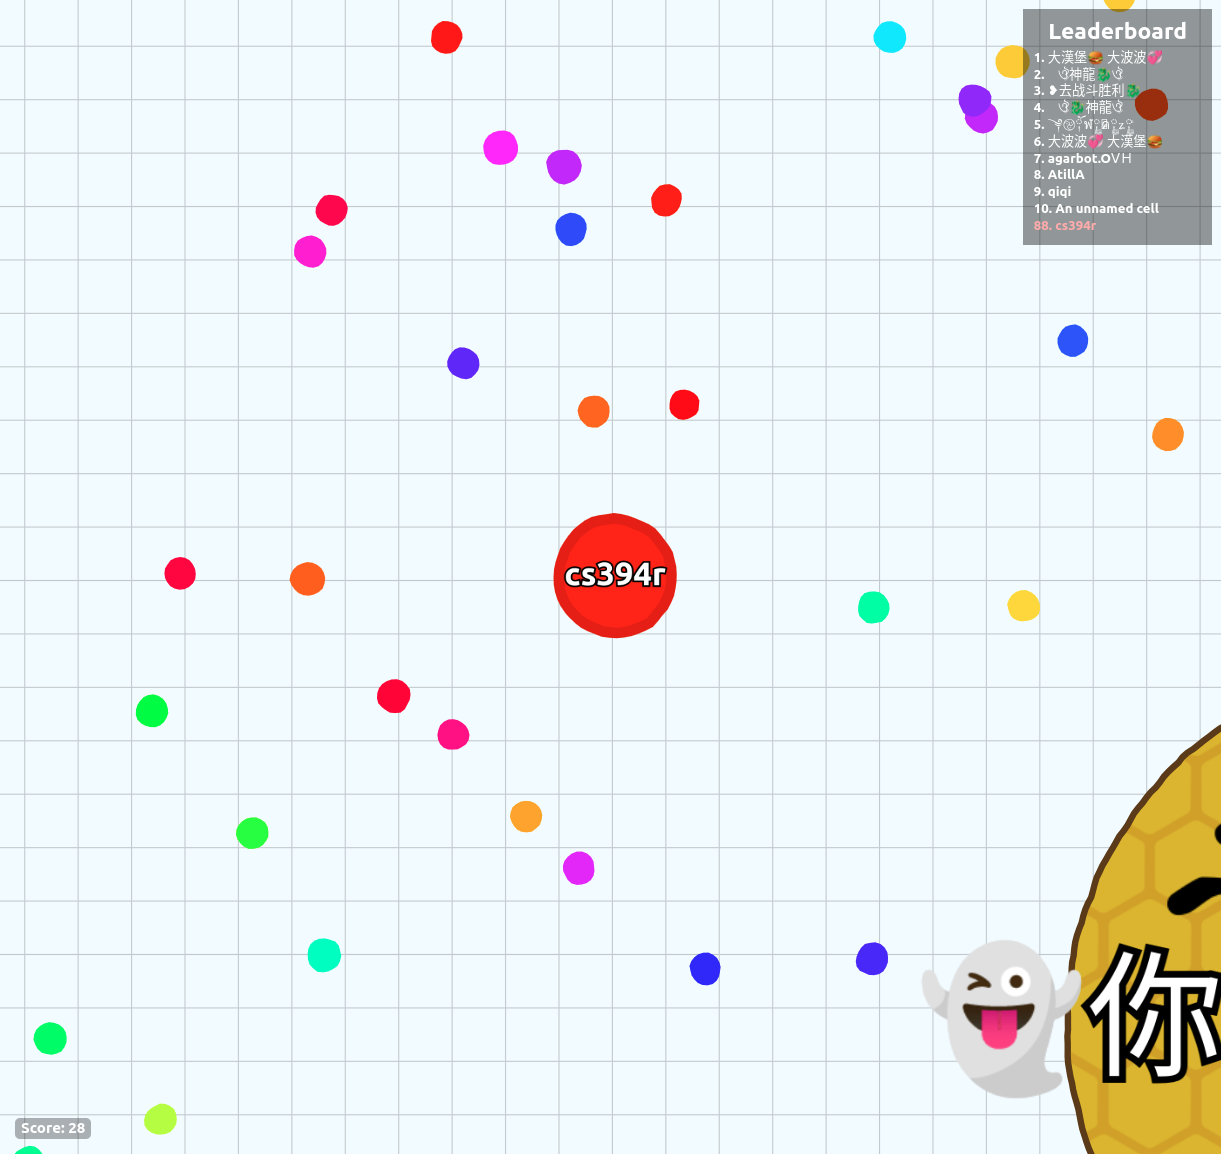 Leaderboard
1. 大漢堡🍔 大波波💞
2. ঔ神龍🐉ঔ
3. ❥去战斗胜利🐉
4. ঔ🐉神龍ঔ
6. 大波波💞 大漢堡🍔
7. agarbot.OVH
8. AtillA
9. qiqi
10. An unnamed cell
88. cs394r
cs394r
👻你
Score: 28